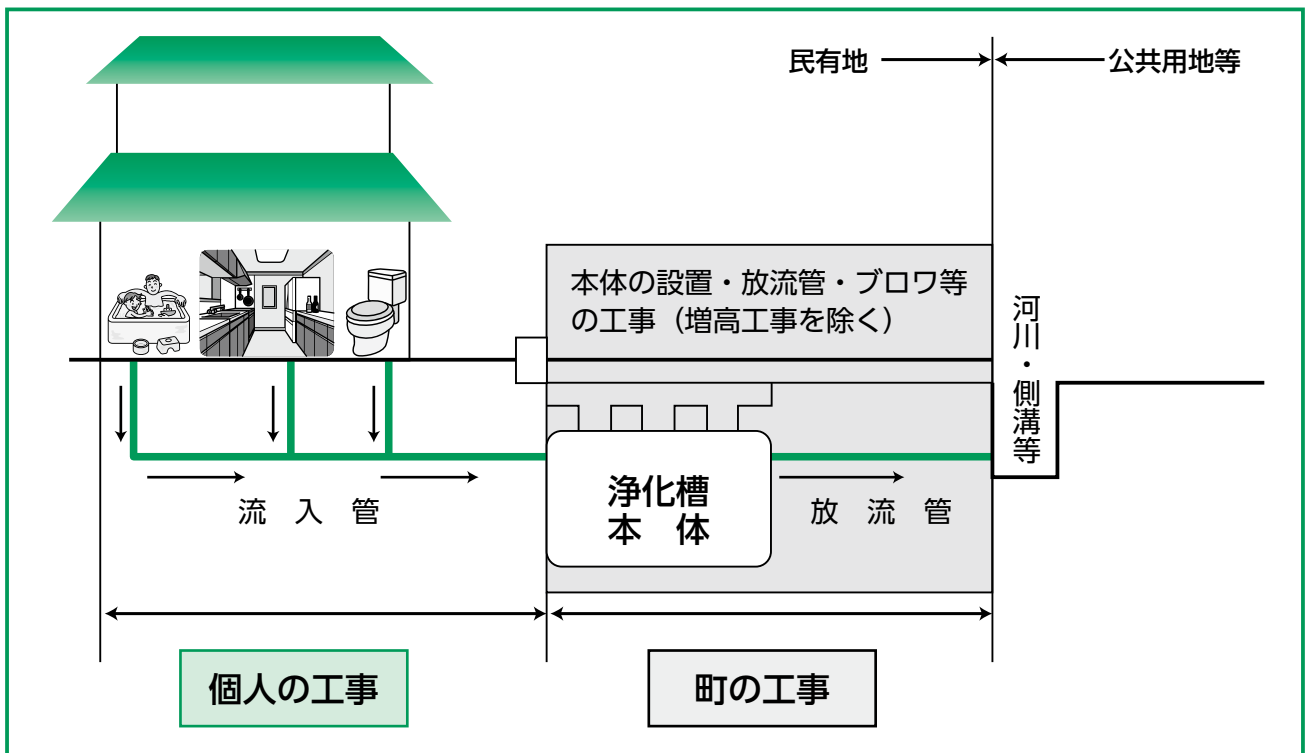 民有地
公共用地等
本体の設置・放流管・ブロワ等
の工事（増高工事を除く）
河川・側溝等
流入管
浄化槽
本体
放流管
個人の工事
町の工事